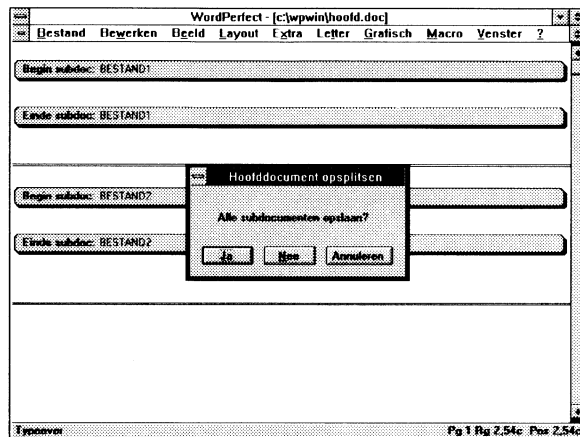 WordPerfect - [c:\wpwin\hoofd.doc]
Bestand Bewerken Beeld Layout Extra Letter Grafisch Macro Venster ?
Begin subdoc: BESTAND1
Einde subdoc: BESTAND1
Begin subdoc: BESTAND2
Einde subdoc: BESTAND2
Hoofddocument opsplitsen
Alle subdocumenten opslaan?
Ja Nee Annuleren
Typeover Pg 1 Rg 2,54c Pos 2,54c